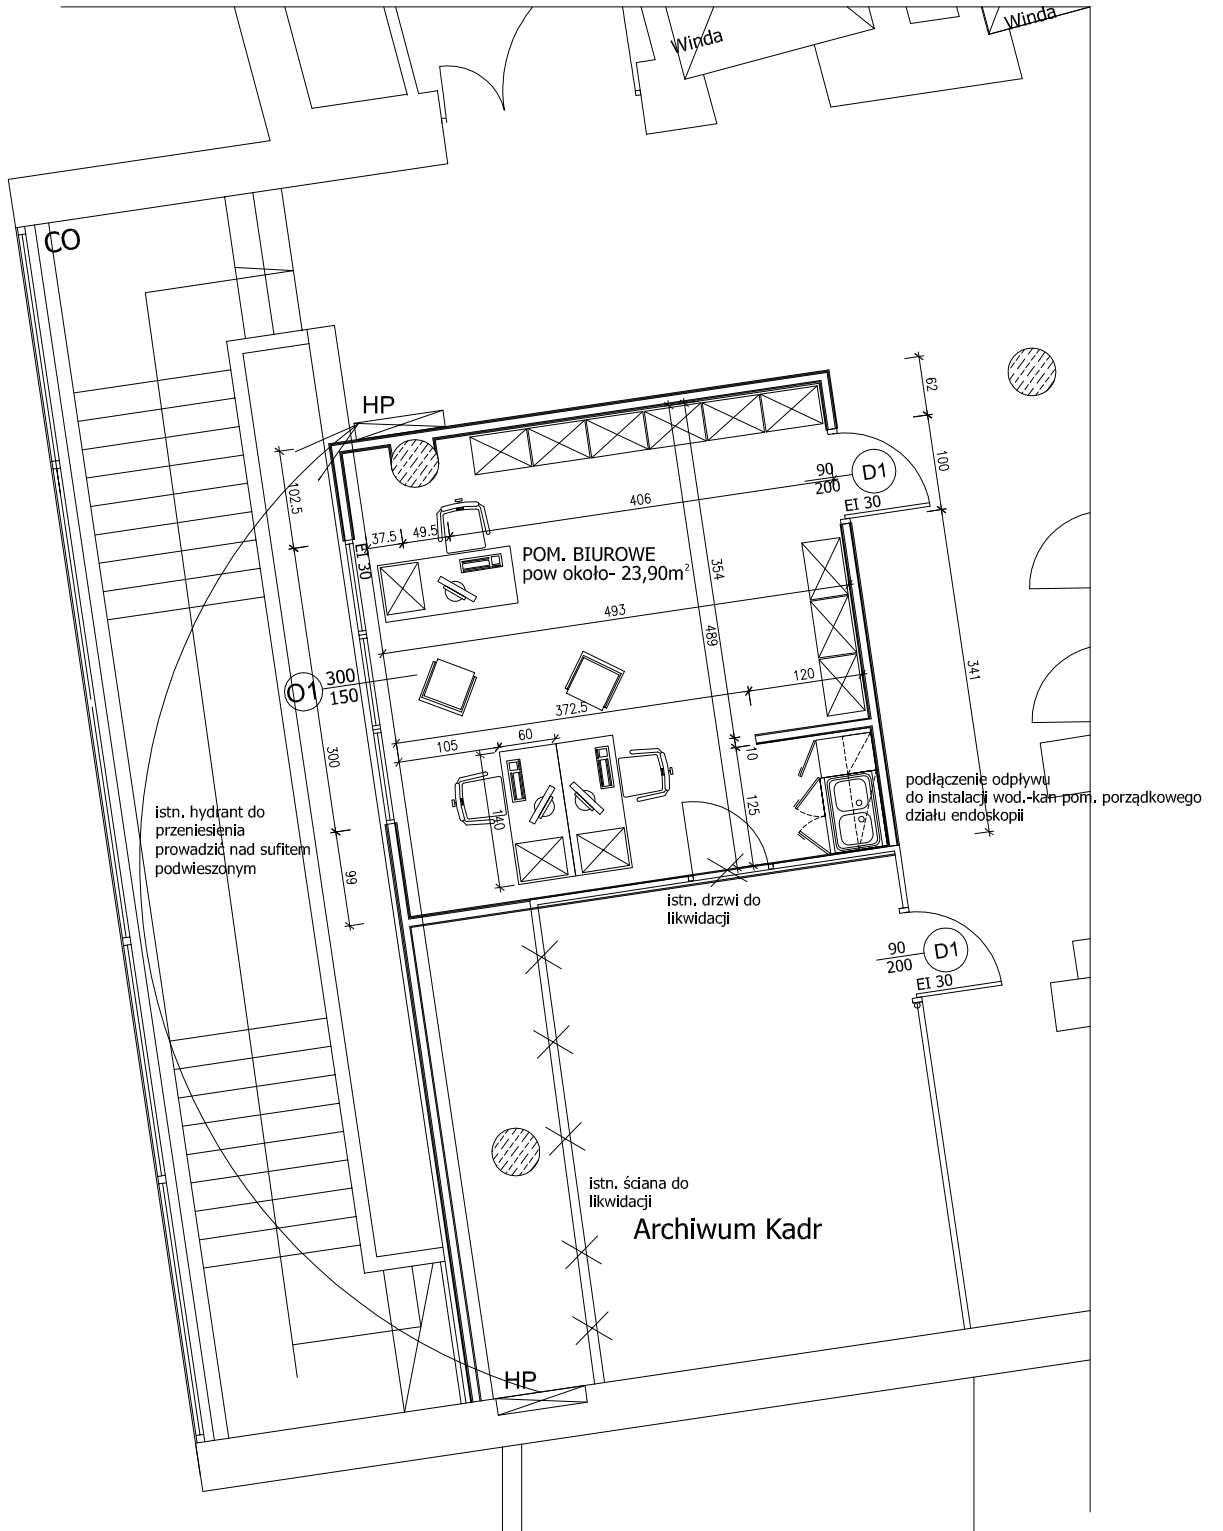 Winda
Winda
CO
HP
62
100
102.5
90
200
D1
EI 30
406
37.5
49.5
EI 30
POM. BIUROWE
pow około- 23,90m²
354
493
489
341
O1
300
150
120
372.5
105
60
10
300
140
125
99
podłączenie odpływu
do instalacji wod.-kan pom. porządkowego
działu endoskopii
istn. hydrant do
przeniesienia
prowadzić nad sufitem
podwieszonym
istn. drzwi do
likwidacji
90
200
D1
EI 30
istn. ściana do
likwidacji
Archiwum Kadr
HP